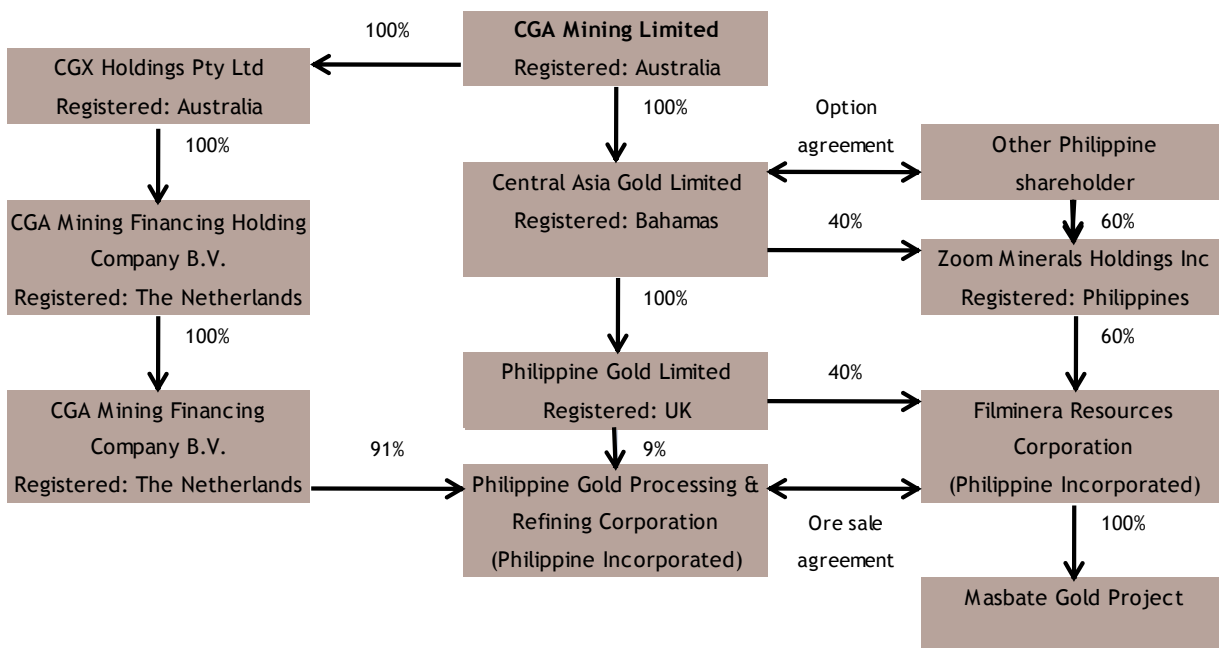 100%
CGA Mining Limited
Registered: Australia
CGX Holdings Pty Ltd
Registered: Australia
100%
100%
Option
agreement
Other Philippine
shareholder
Central Asia Gold Limited
Registered: Bahamas
40%
60%
CGA Mining Financing Holding
Company B.V.
Registered: The Netherlands
Zoom Minerals Holdings Inc
Registered: Philippines
100%
100%
60%
Philippine Gold Limited
Registered: UK
40%
CGA Mining Financing
Company B.V.
Registered: The Netherlands
Filminera Resources
Corporation
(Philippine Incorporated)
91%
9%
Philippine Gold Processing &
Refining Corporation
(Philippine Incorporated)
Ore sale
agreement
100%
Masbate Gold Project